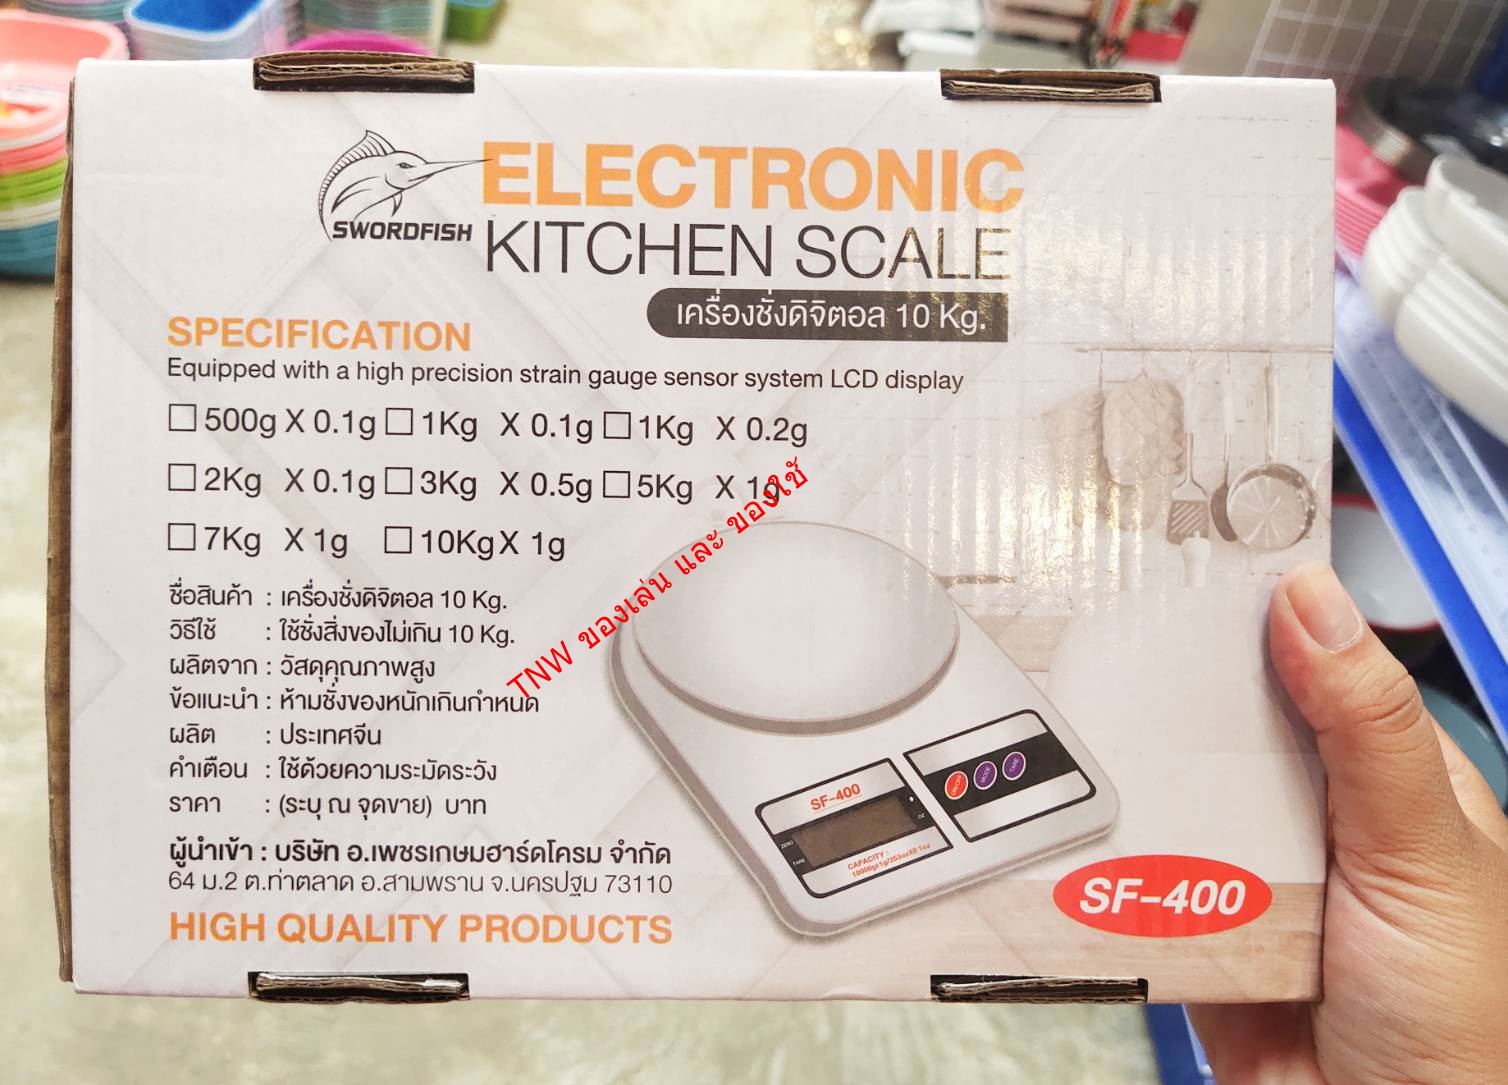 SWORDFISH
ELECTRONIC
KITCHEN SCALE
เครื่องชั่งดิจิตอล 10 Kg.
SPECIFICATION
Equipped with a high precision strain gauge sensor system LCD display
500g X 0.1g 1Kg X 0.1g 1Kg X 0.2g
2Kg X 0.1g 3Kg X 0.5g 5Kg X 1g
7Kg X 1g 10Kg X 1g
TNW ของเล่น และ ของใช้
ชื่อสินค้า : เครื่องชั่งดิจิตอล 10 Kg.
วิธีใช้ : ใช้ชั่งสิ่งของไม่เกิน 10 Kg.
ผลิตจาก : วัสดุคุณภาพสูง
ข้อแนะนำ : ห้ามชั่งของหนักเกินกำหนด
ผลิต : ประเทศจีน
คำเตือน : ใช้ด้วยความระมัดระวัง
ราคา : (ระบุ ณ จุดขาย) บาท
ผู้นำเข้า : บริษัท อ.เพชรเกษมฮาร์ดโครม จำกัด
64 ม.2 ต.ท่าตลาด อ.สามพราน จ.นครปฐม 73110
HIGH QUALITY PRODUCTS
SF-400
ZERO
TARE
OZ
CAPACITY :
10000gx1g/353ozX0.1oz
ON/OFF
MODE
TARE
SF-400